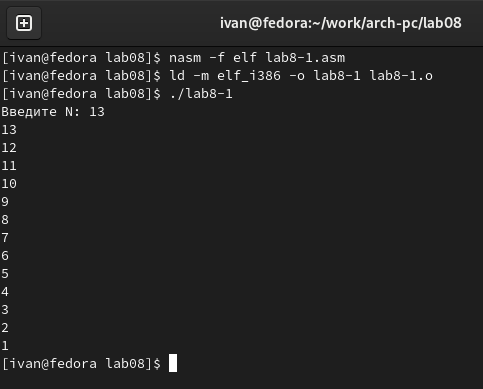 ivan@fedora:~/work/arch-pc/lab08
[ivan@fedora lab08]$ nasm -f elf lab8-1.asm
[ivan@fedora lab08]$ ld -m elf_i386 -o lab8-1 lab8-1.o
[ivan@fedora lab08]$ ./lab8-1
Введите N: 13
13
12
11
10
9
8
7
6
5
4
3
2
1
[ivan@fedora lab08]$